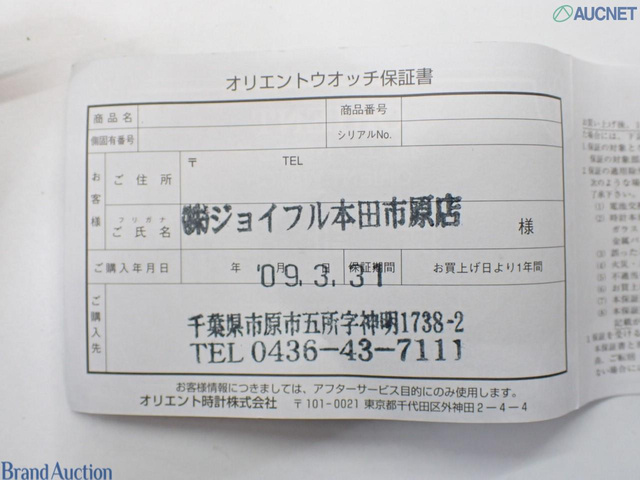 AUCNET
オリエントウオッチ保証書
商品名 商品番号
個固有番号 シリアルNo.
お客様 ご住所 〒 TEL
㈱ジョイフル本田市原店
フリガナ
ご氏名 様
ご購入年月日 年 月 日 保証期間 お買上げ日より1年間
'09.3.31
ご購入先
千葉県市原市五所字神明1738-2
TEL 0436-43-7111
お客様情報につきましては、アフターサービス目的にのみ使用します。
オリエント時計株式会社 〒101-0021 東京都千代田区外神田2-4-4
Brand Auction